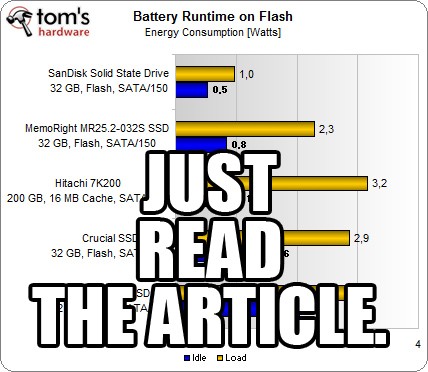 tom's
hardware
Battery Runtime on Flash
Energy Consumption [Watts]
SanDisk Solid State Drive
32 GB, Flash, SATA/150
1,0
0,5
MemoRight MR25.2-032S SSD
32 GB, Flash, SATA/150
2,3
0,8
Hitachi 7K200
200 GB, 16 MB Cache,
3,2
Crucial SSD
32 GB, Flash,
2,9
JUST
READ
THE ARTICLE.
4
Idle Load